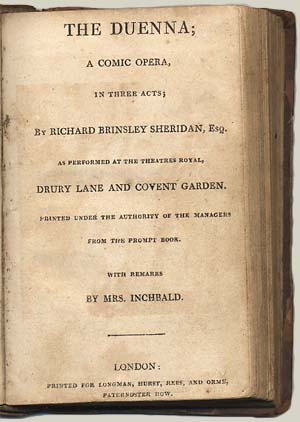 THE DUENNA;
A COMIC OPERA,
IN THREE ACTS;
BY RICHARD BRINSLEY SHERIDAN, ESQ.
AS PERFORMED AT THE THEATRES ROYAL,
DRURY LANE AND COVENT GARDEN.
PRINTED UNDER THE AUTHORITY OF THE MANAGERS
FROM THE PROMPT BOOK.
WITH REMARKS
BY MRS. INCHBALD.
LONDON:
PRINTED FOR LONGMAN, HURST, REES, AND ORME,
PATERNOSTER ROW.